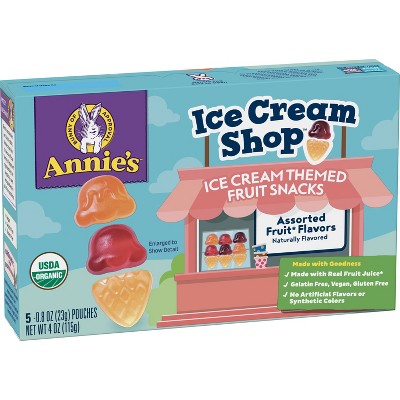 BUNNY OF APPROVAL
Annie's
Ice Cream
Shop™
ICE CREAM THEMED
FRUIT SNACKS
Assorted
Fruit* Flavors
Naturally Flavored
Enlarged to
Show Detail
USDA
ORGANIC
Made with Goodness
✓ Made with Real Fruit Juice*
✓ Gelatin Free, Vegan, Gluten Free
✓ No Artificial Flavors or
Synthetic Colors
5 -0.8 OZ (23g) POUCHES
NET WT 4 OZ (115g)